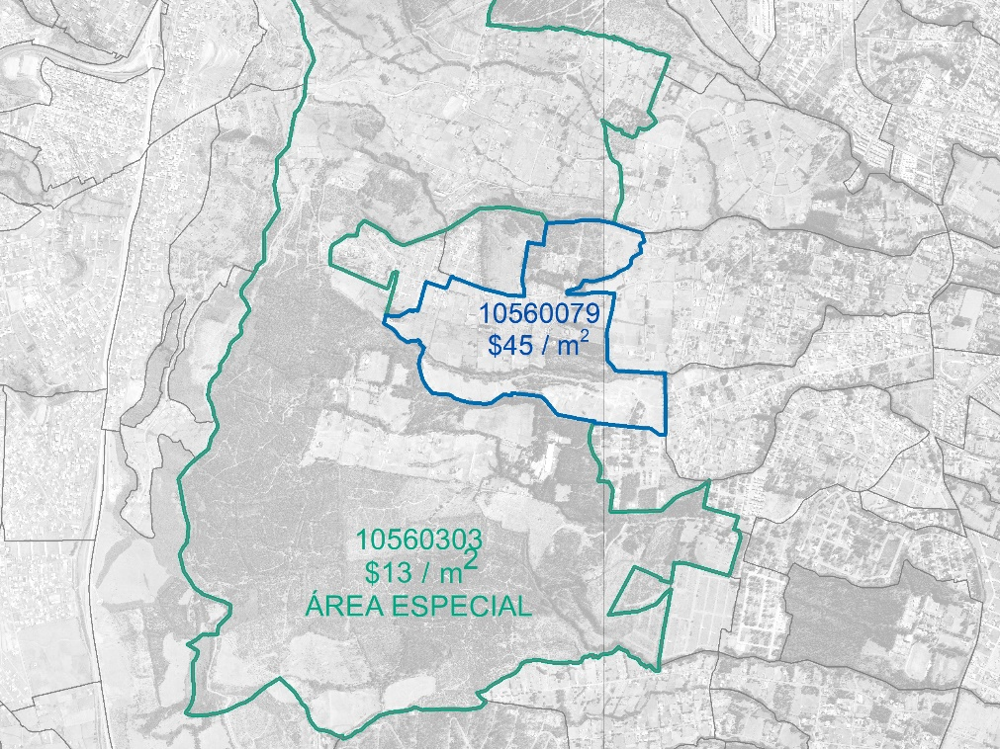 10560079
$45 / m²
10560303
$13 / m²
ÁREA ESPECIAL